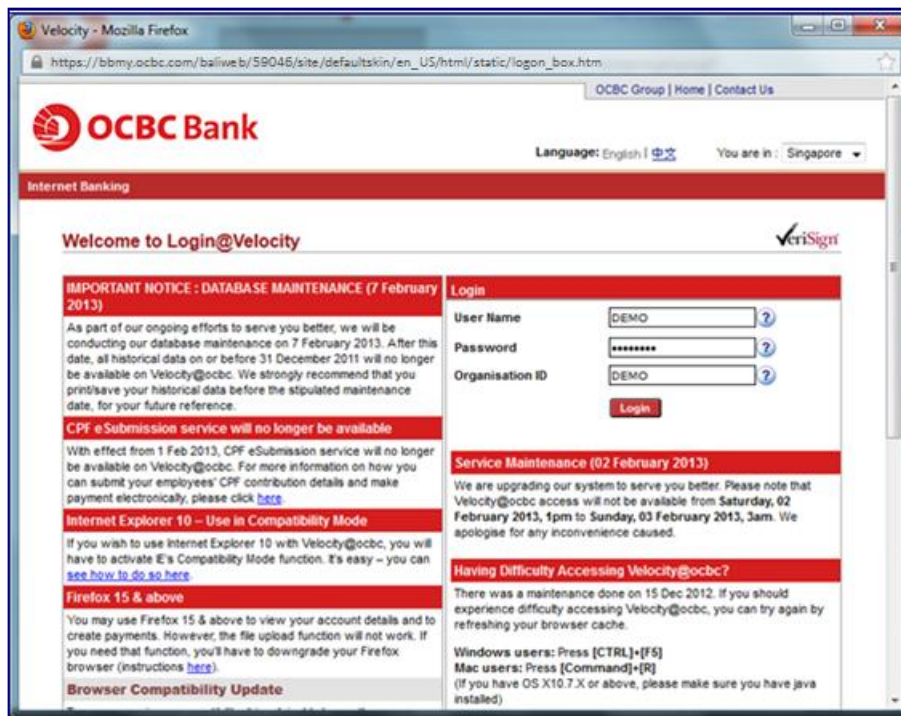 Velocity - Mozilla Firefox
https://bbmy.ocbc.com/baliweb/59046/site/defaultskin/en_US/html/static/logon_box.htm
OCBC Group | Home | Contact Us
OCBC Bank
Language: English | 中文 You are in : Singapore
Internet Banking
Welcome to Login@Velocity
VeriSign
IMPORTANT NOTICE : DATABASE MAINTENANCE (7 February
2013)
As part of our ongoing efforts to serve you better, we will be
conducting our database maintenance on 7 February 2013. After this
date, all historical data on or before 31 December 2011 will no longer
be available on Velocity@ocbc. We strongly recommend that you
print/save your historical data before the stipulated maintenance
date, for your future reference.
CPF eSubmission service will no longer be available
With effect from 1 Feb 2013, CPF eSubmission service will no longer
be available on Velocity@ocbc. For more information on how you
can submit your employees' CPF contribution details and make
payment electronically, please click here.
Internet Explorer 10 – Use in Compatibility Mode
If you wish to use Internet Explorer 10 with Velocity@ocbc, you will
have to activate IE's Compatibility Mode function. It's easy – you can
see how to do so here.
Firefox 15 & above
You may use Firefox 15 & above to view your account details and to
create payments. However, the file upload function will not work. If
you need that function, you'll have to downgrade your Firefox
browser (instructions here).
Browser Compatibility Update
Login
User Name DEMO ?
Password •••••••• ?
Organisation ID DEMO ?
Login
Service Maintenance (02 February 2013)
We are upgrading our system to serve you better. Please note that
Velocity@ocbc access will not be available from Saturday, 02
February 2013, 1pm to Sunday, 03 February 2013, 3am. We
apologise for any inconvenience caused.
Having Difficulty Accessing Velocity@ocbc?
There was a maintenance done on 15 Dec 2012. If you should
experience difficulty accessing Velocity@ocbc, you can try again by
refreshing your browser cache.
Windows users: Press [CTRL]+[F5]
Mac users: Press [Command]+[R]
(If you have OS X10.7.X or above, please make sure you have java
installed)